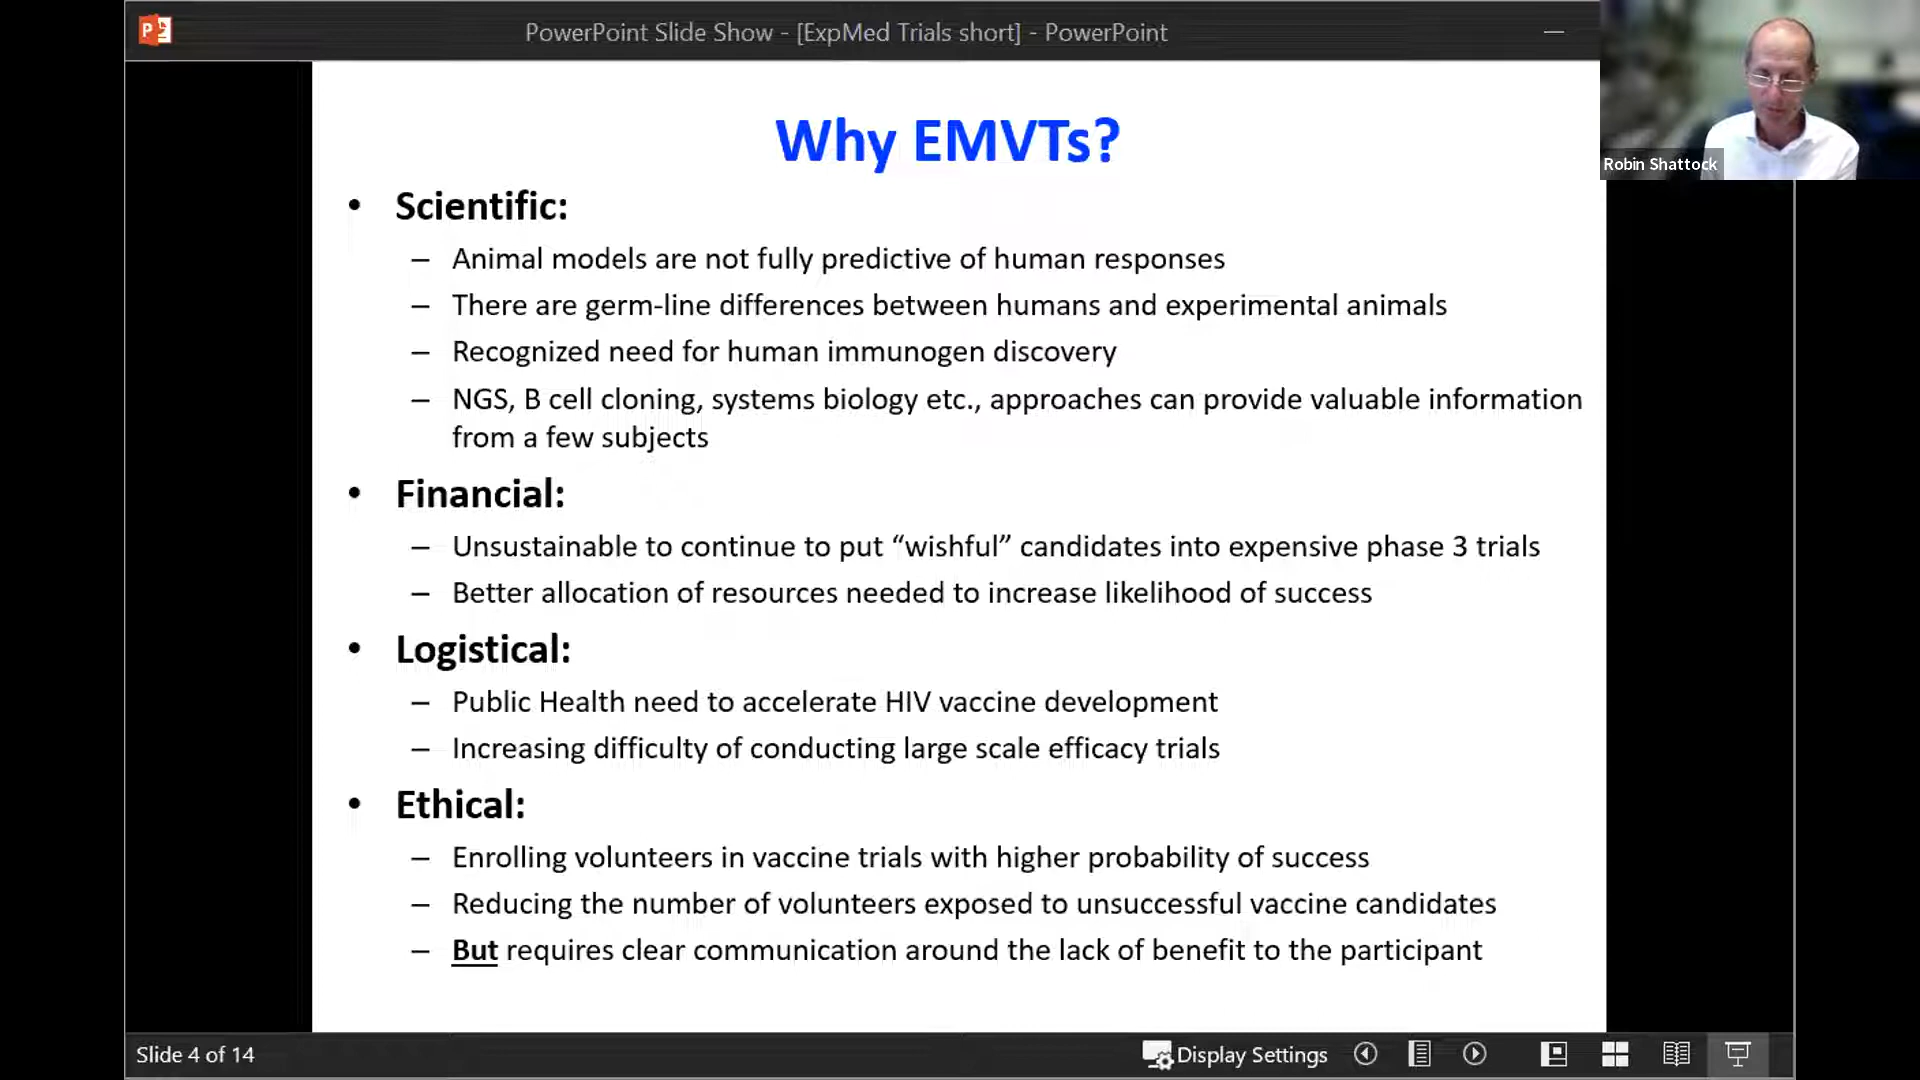 PowerPoint Slide Show - [ExpMed Trials short] - PowerPoint
Robin Shattock
Why EMVTs?
• Scientific:
– Animal models are not fully predictive of human responses
– There are germ-line differences between humans and experimental animals
– Recognized need for human immunogen discovery
– NGS, B cell cloning, systems biology etc., approaches can provide valuable information
from a few subjects
• Financial:
– Unsustainable to continue to put “wishful” candidates into expensive phase 3 trials
– Better allocation of resources needed to increase likelihood of success
• Logistical:
– Public Health need to accelerate HIV vaccine development
– Increasing difficulty of conducting large scale efficacy trials
• Ethical:
– Enrolling volunteers in vaccine trials with higher probability of success
– Reducing the number of volunteers exposed to unsuccessful vaccine candidates
– But requires clear communication around the lack of benefit to the participant
Slide 4 of 14
Display Settings